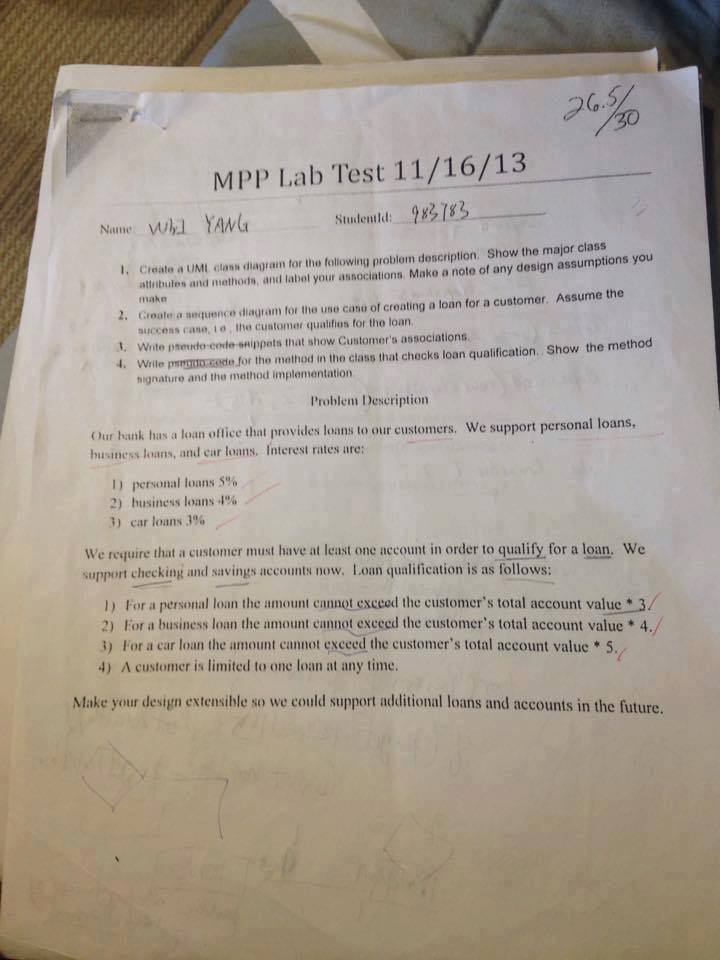 26.5/30
MPP Lab Test 11/16/13
Name: YANG StudentId: 983783
1. Create a UML class diagram for the following problem description. Show the major class
attributes and methods, and label your associations. Make a note of any design assumptions you
make
2. Create a sequence diagram for the use case of creating a loan for a customer. Assume the
success case, i.e., the customer qualifies for the loan.
3. Write pseudo-code snippets that show Customer's associations.
4. Write pseudo-code for the method in the class that checks loan qualification. Show the method
signature and the method implementation
Problem Description
Our bank has a loan office that provides loans to our customers. We support personal loans,
business loans, and car loans. Interest rates are:
1) personal loans 5%
2) business loans 4%
3) car loans 3%
We require that a customer must have at least one account in order to qualify for a loan. We
support checking and savings accounts now. Loan qualification is as follows:
1) For a personal loan the amount cannot exceed the customer's total account value * 3.
2) For a business loan the amount cannot exceed the customer's total account value * 4.
3) For a car loan the amount cannot exceed the customer's total account value * 5.
4) A customer is limited to one loan at any time.
Make your design extensible so we could support additional loans and accounts in the future.